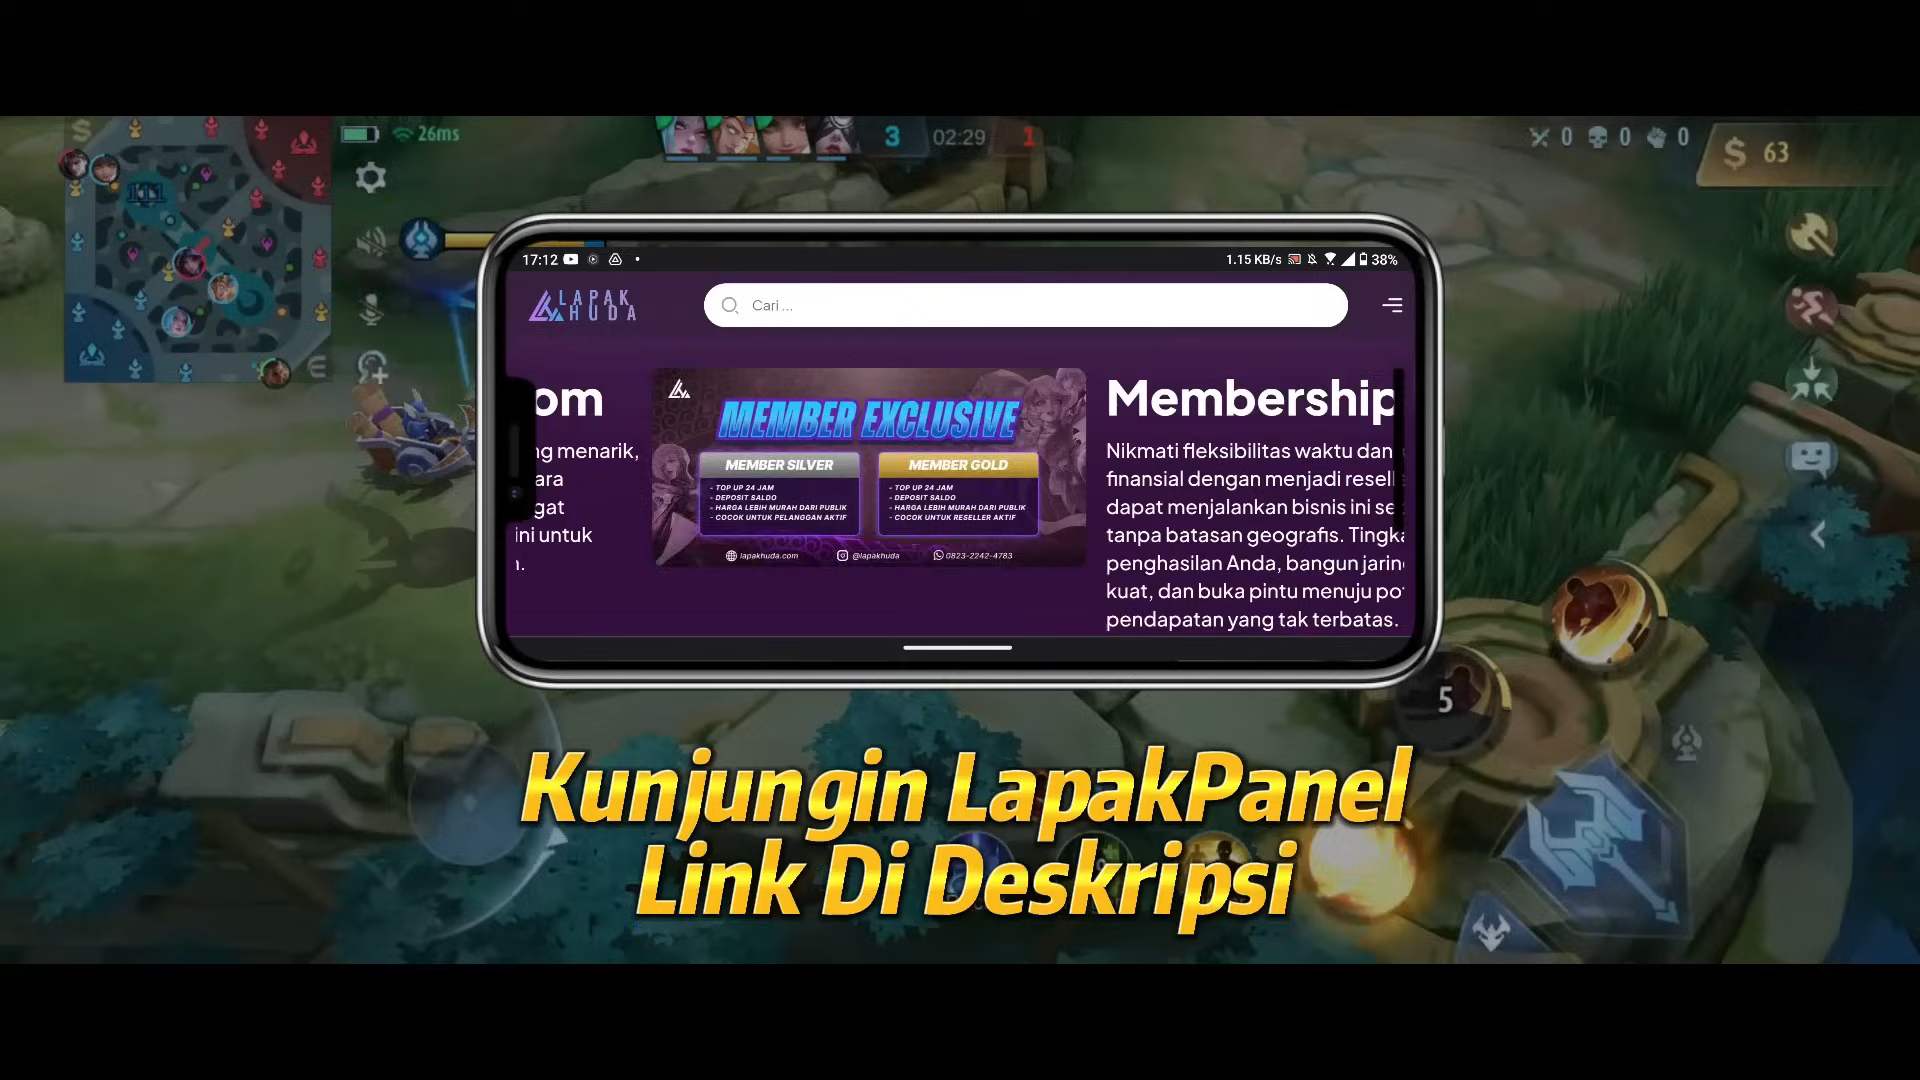 26ms
3 02:29 1
0 0 0
63
17:12
1.15 KB/s 38%
LAPAK
HUDA
Cari ...
om
ng menarik,
ara
gat
ini untuk
MEMBER EXCLUSIVE
MEMBER SILVER
- TOP UP 24 JAM
- DEPOSIT SALDO
- HARGA LEBIH MURAH DARI PUBLIK
- COCOK UNTUK PELANGGAN AKTIF
MEMBER GOLD
- TOP UP 24 JAM
- DEPOSIT SALDO
- HARGA LEBIH MURAH DARI PUBLIK
- COCOK UNTUK RESELLER AKTIF
lapakhuda.com @lapakhuda 0823-2242-4783
Membership
Nikmati fleksibilitas waktu dan
finansial dengan menjadi resell
dapat menjalankan bisnis ini se
tanpa batasan geografis. Tingka
penghasilan Anda, bangun jarin
kuat, dan buka pintu menuju pot
pendapatan yang tak terbatas.
5
Kunjungin LapakPanel
Link Di Deskripsi